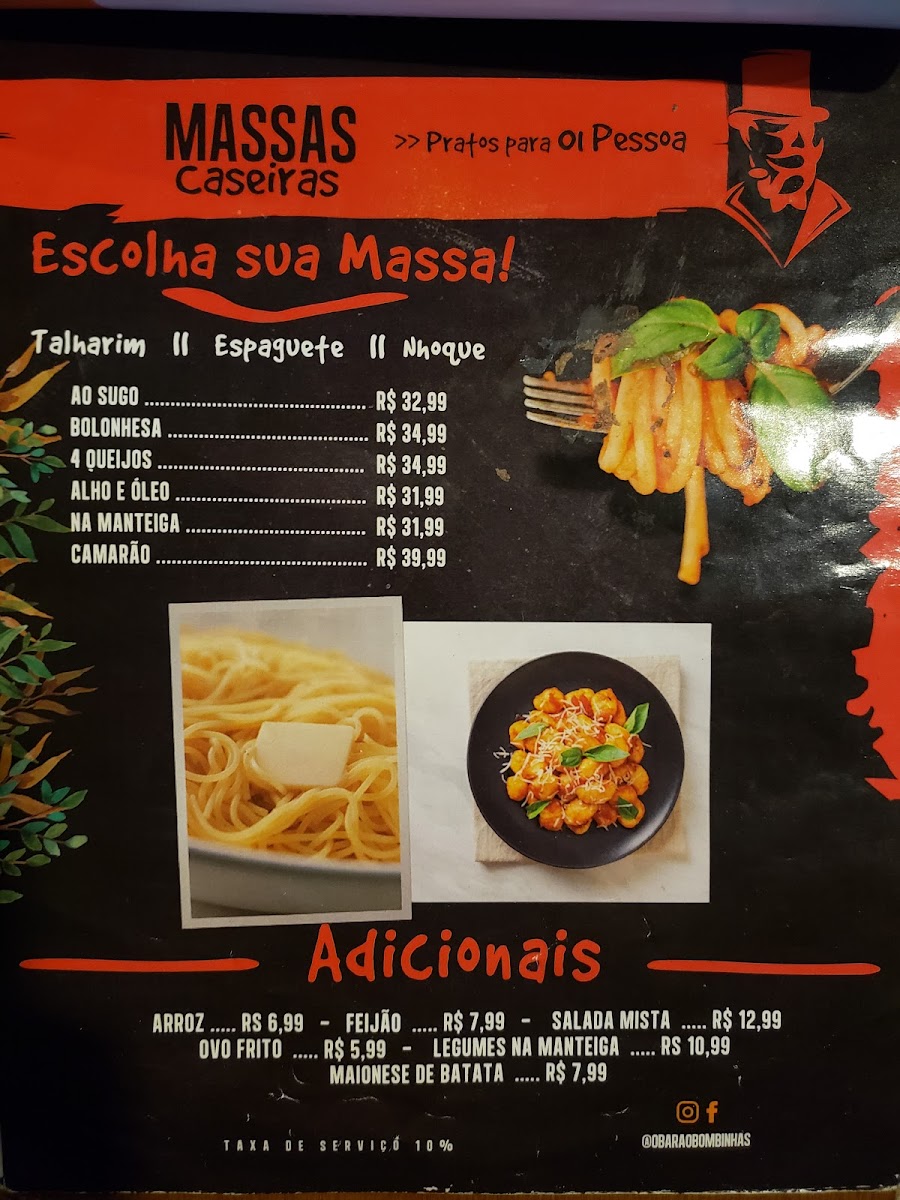 MASSAS
Caseiras
>> Pratos para 01 Pessoa
Escolha sua Massa!
Talharim || Espaguete || Nhoque
AO SUGO ........................................... R$ 32,99
BOLONHESA ....................................... R$ 34,99
4 QUEIJOS ......................................... R$ 34,99
ALHO E ÓLEO ..................................... R$ 31,99
NA MANTEIGA ................................... R$ 31,99
CAMARÃO ......................................... R$ 39,99
Adicionais
ARROZ ..... RS 6,99 - FEIJÃO ..... R$ 7,99 - SALADA MISTA ..... R$ 12,99
OVO FRITO ..... R$ 5,99 - LEGUMES NA MANTEIGA ..... RS 10,99
MAIONESE DE BATATA ..... R$ 7,99
TAXA DE SERVIÇO 10%
@OBARAOBOMBINHAS